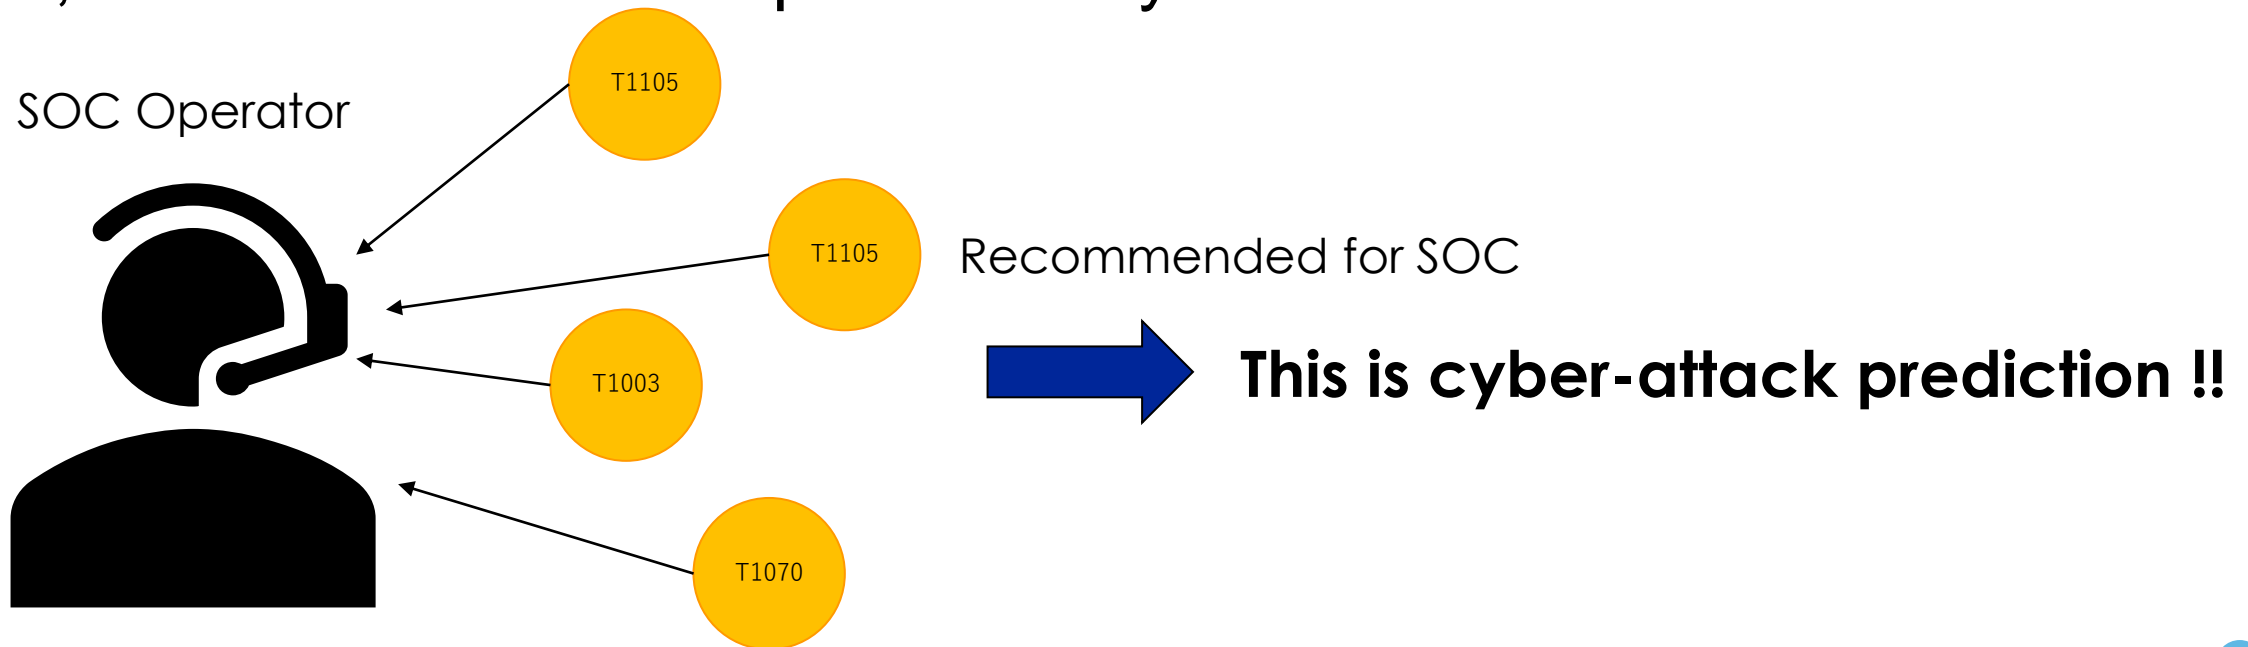 T1105
SOC Operator
T1105
Recommended for SOC
This is cyber-attack prediction !!
T1003
T1070